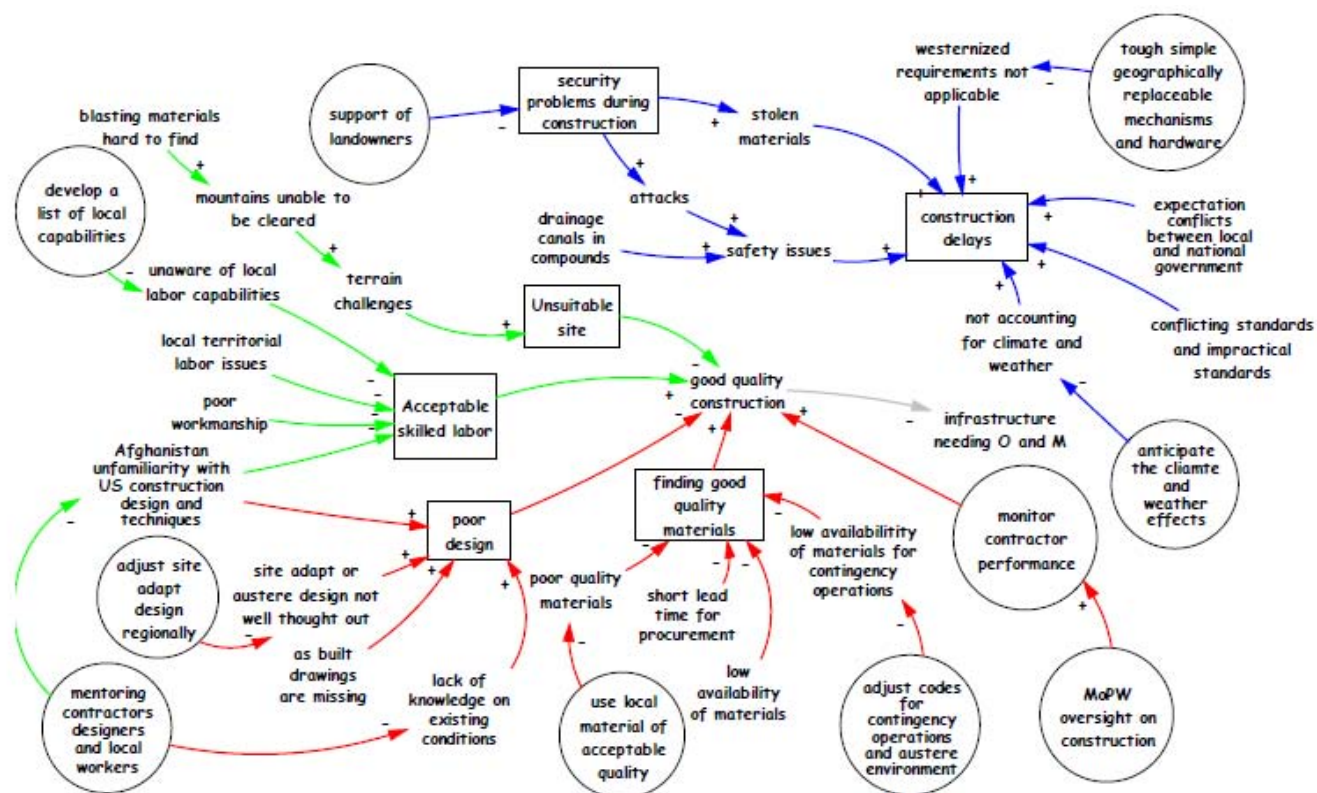 westernized
requirements not
applicable
tough simple
geographically
replaceable
mechanisms
and hardware
security
problems during
construction
support of
landowners
stolen
materials
blasting materials
hard to find
develop a
list of local
capabilities
mountains unable to
be cleared
attacks
drainage
canals in
compounds
safety issues
construction
delays
expectation
conflicts
between local
and national
government
unaware of local
labor capabilities
terrain
challenges
Unsuitable
site
not accounting
for climate and
weather
conflicting standards
and impractical
standards
local territorial
labor issues
poor
workmanship
Acceptable
skilled labor
good quality
construction
infrastructure
needing O and M
anticipate
the cliamte
and
weather
effects
Afghanistan
unfamiliarity with
US construction
design and
techniques
poor
design
finding good
quality
materials
low availabilitity
of materials for
contingency
operations
monitor
contractor
performance
adjust site
adapt
design
regionally
site adapt or
austere design not
well thought out
poor quality
materials
short lead
time for
procurement
as built
drawings
are missing
lack of
knowledge on
existing
conditions
low
availability
of materials
mentoring
contractors
designers
and local
workers
use local
material of
acceptable
quality
adjust codes
for
contingency
operations
and austere
environment
MoPW
oversight on
construction